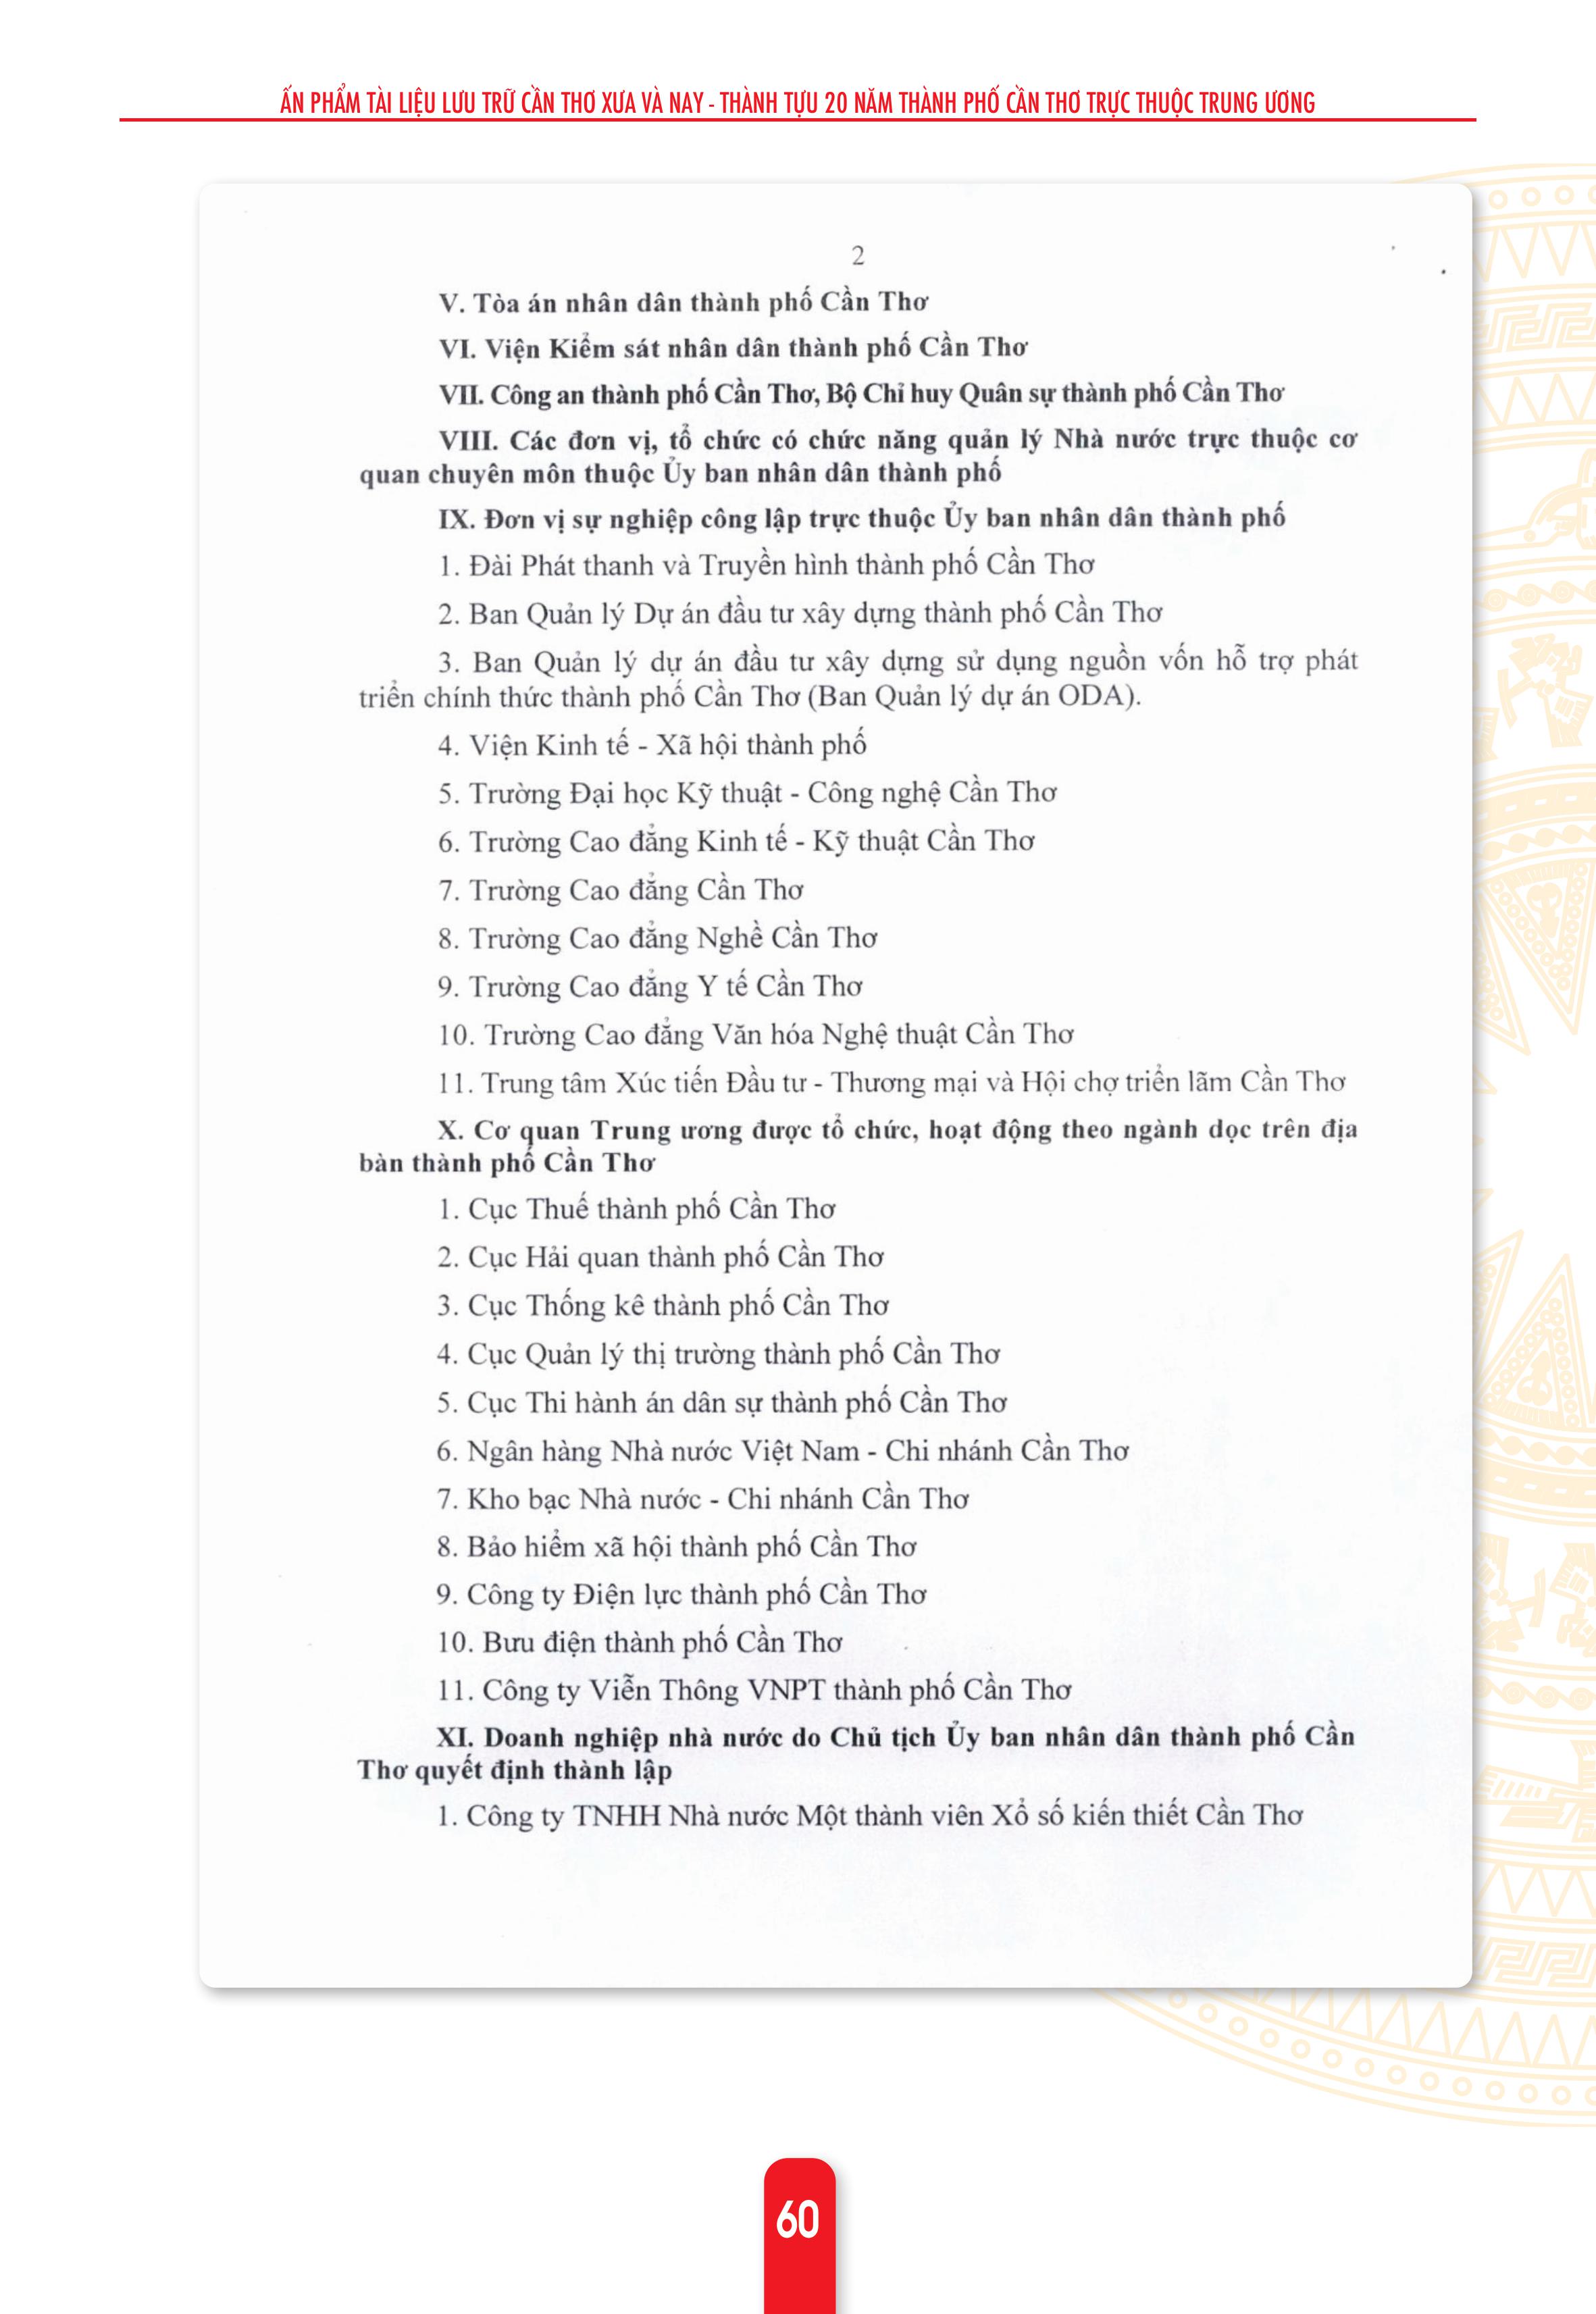 ẤN PHẨM TÀI LIỆU LƯU TRỮ CẦN THƠ XƯA VÀ NAY - THÀNH TỰU 20 NĂM THÀNH PHỐ CẦN THƠ TRỰC THUỘC TRUNG ƯƠNG
2
V. Tòa án nhân dân thành phố Cần Thơ
VI. Viện Kiểm sát nhân dân thành phố Cần Thơ
VII. Công an thành phố Cần Thơ, Bộ Chỉ huy Quân sự thành phố Cần Thơ
VIII. Các đơn vị, tổ chức có chức năng quản lý Nhà nước trực thuộc cơ
quan chuyên môn thuộc Ủy ban nhân dân thành phố
IX. Đơn vị sự nghiệp công lập trực thuộc Ủy ban nhân dân thành phố
1. Đài Phát thanh và Truyền hình thành phố Cần Thơ
2. Ban Quản lý Dự án đầu tư xây dựng thành phố Cần Thơ
3. Ban Quản lý dự án đầu tư xây dựng sử dụng nguồn vốn hỗ trợ phát
triển chính thức thành phố Cần Thơ (Ban Quản lý dự án ODA).
4. Viện Kinh tế - Xã hội thành phố
5. Trường Đại học Kỹ thuật - Công nghệ Cần Thơ
6. Trường Cao đẳng Kinh tế - Kỹ thuật Cần Thơ
7. Trường Cao đẳng Cần Thơ
8. Trường Cao đẳng Nghề Cần Thơ
9. Trường Cao đẳng Y tế Cần Thơ
10. Trường Cao đẳng Văn hóa Nghệ thuật Cần Thơ
11. Trung tâm Xúc tiến Đầu tư - Thương mại và Hội chợ triển lãm Cần Thơ
X. Cơ quan Trung ương được tổ chức, hoạt động theo ngành dọc trên địa
bàn thành phố Cần Thơ
1. Cục Thuế thành phố Cần Thơ
2. Cục Hải quan thành phố Cần Thơ
3. Cục Thống kê thành phố Cần Thơ
4. Cục Quản lý thị trường thành phố Cần Thơ
5. Cục Thi hành án dân sự thành phố Cần Thơ
6. Ngân hàng Nhà nước Việt Nam - Chi nhánh Cần Thơ
7. Kho bạc Nhà nước - Chi nhánh Cần Thơ
8. Bảo hiểm xã hội thành phố Cần Thơ
9. Công ty Điện lực thành phố Cần Thơ
10. Bưu điện thành phố Cần Thơ
11. Công ty Viễn Thông VNPT thành phố Cần Thơ
XI. Doanh nghiệp nhà nước do Chủ tịch Ủy ban nhân dân thành phố Cần
Thơ quyết định thành lập
1. Công ty TNHH Nhà nước Một thành viên Xổ số kiến thiết Cần Thơ
60